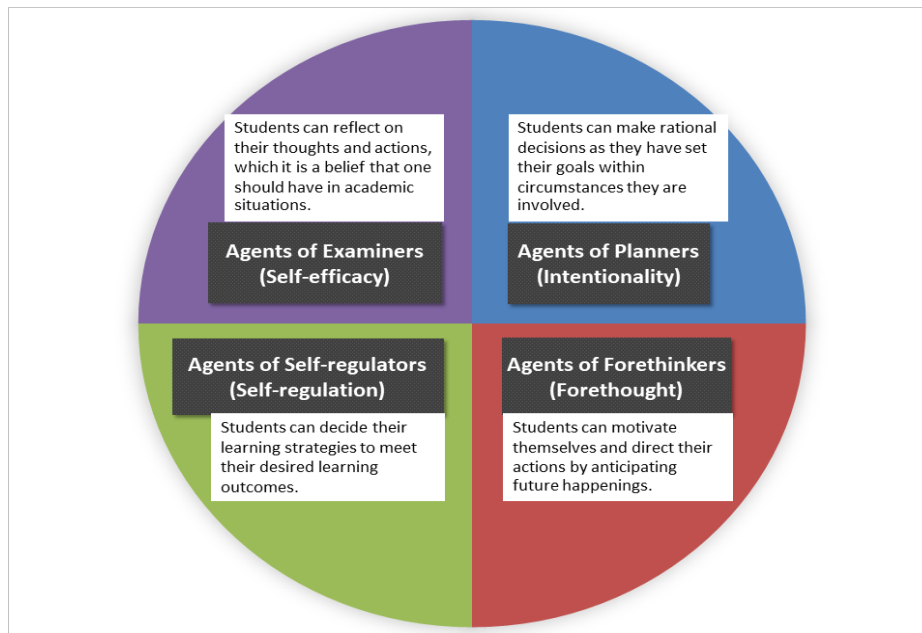 Students can reflect on
their thoughts and actions,
which it is a belief that one
should have in academic
situations.
Agents of Examiners
(Self-efficacy)
Students can make rational
decisions as they have set
their goals within
circumstances they are
involved.
Agents of Planners
(Intentionality)
Agents of Self-regulators
(Self-regulation)
Students can decide their
learning strategies to meet
their desired learning
outcomes.
Agents of Forethinkers
(Forethought)
Students can motivate
themselves and direct their
actions by anticipating
future happenings.